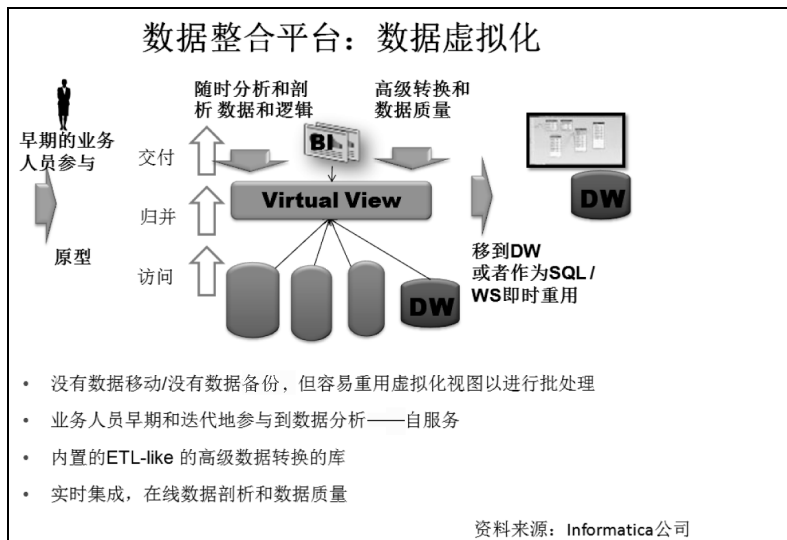 数据整合平台：数据虚拟化
随时分析和剖
析 数据和逻辑
高级转换和
数据质量
早期的业务
人员参与
交付
BI
归并
Virtual View
DW
原型
访问
DW
移到DW
或者作为SQL /
WS即时重用
• 没有数据移动/没有数据备份，但容易重用虚拟化视图以进行批处理
• 业务人员早期和迭代地参与到数据分析——自服务
• 内置的ETL-like 的高级数据转换的库
• 实时集成，在线数据剖析和数据质量
资料来源：Informatica公司